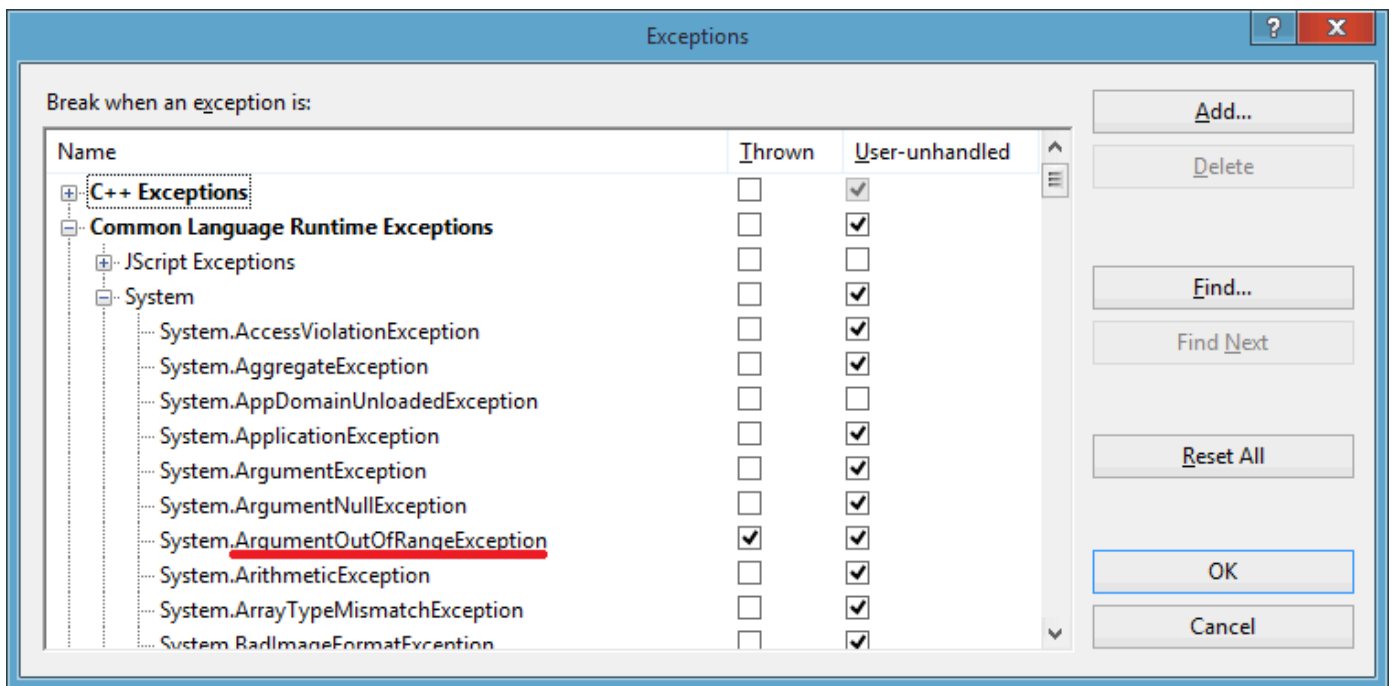 Exceptions
?
x
Break when an exception is:
Add...
Name Thrown User-unhandled
Delete
C++ Exceptions
Common Language Runtime Exceptions
JScript Exceptions
Find...
System
System.AccessViolationException
Find Next
System.AggregateException
System.AppDomainUnloadedException
System.ApplicationException
Reset All
System.ArgumentException
System.ArgumentNullException
System.ArgumentOutOfRangeException
OK
System.ArithmeticException
System.ArrayTypeMismatchException
Cancel
System.BadImageFormatException